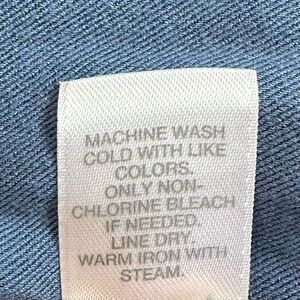 MACHINE WASH
COLD WITH LIKE
COLORS.
ONLY NON-
CHLORINE BLEACH
IF NEEDED.
LINE DRY.
WARM IRON WITH
STEAM.